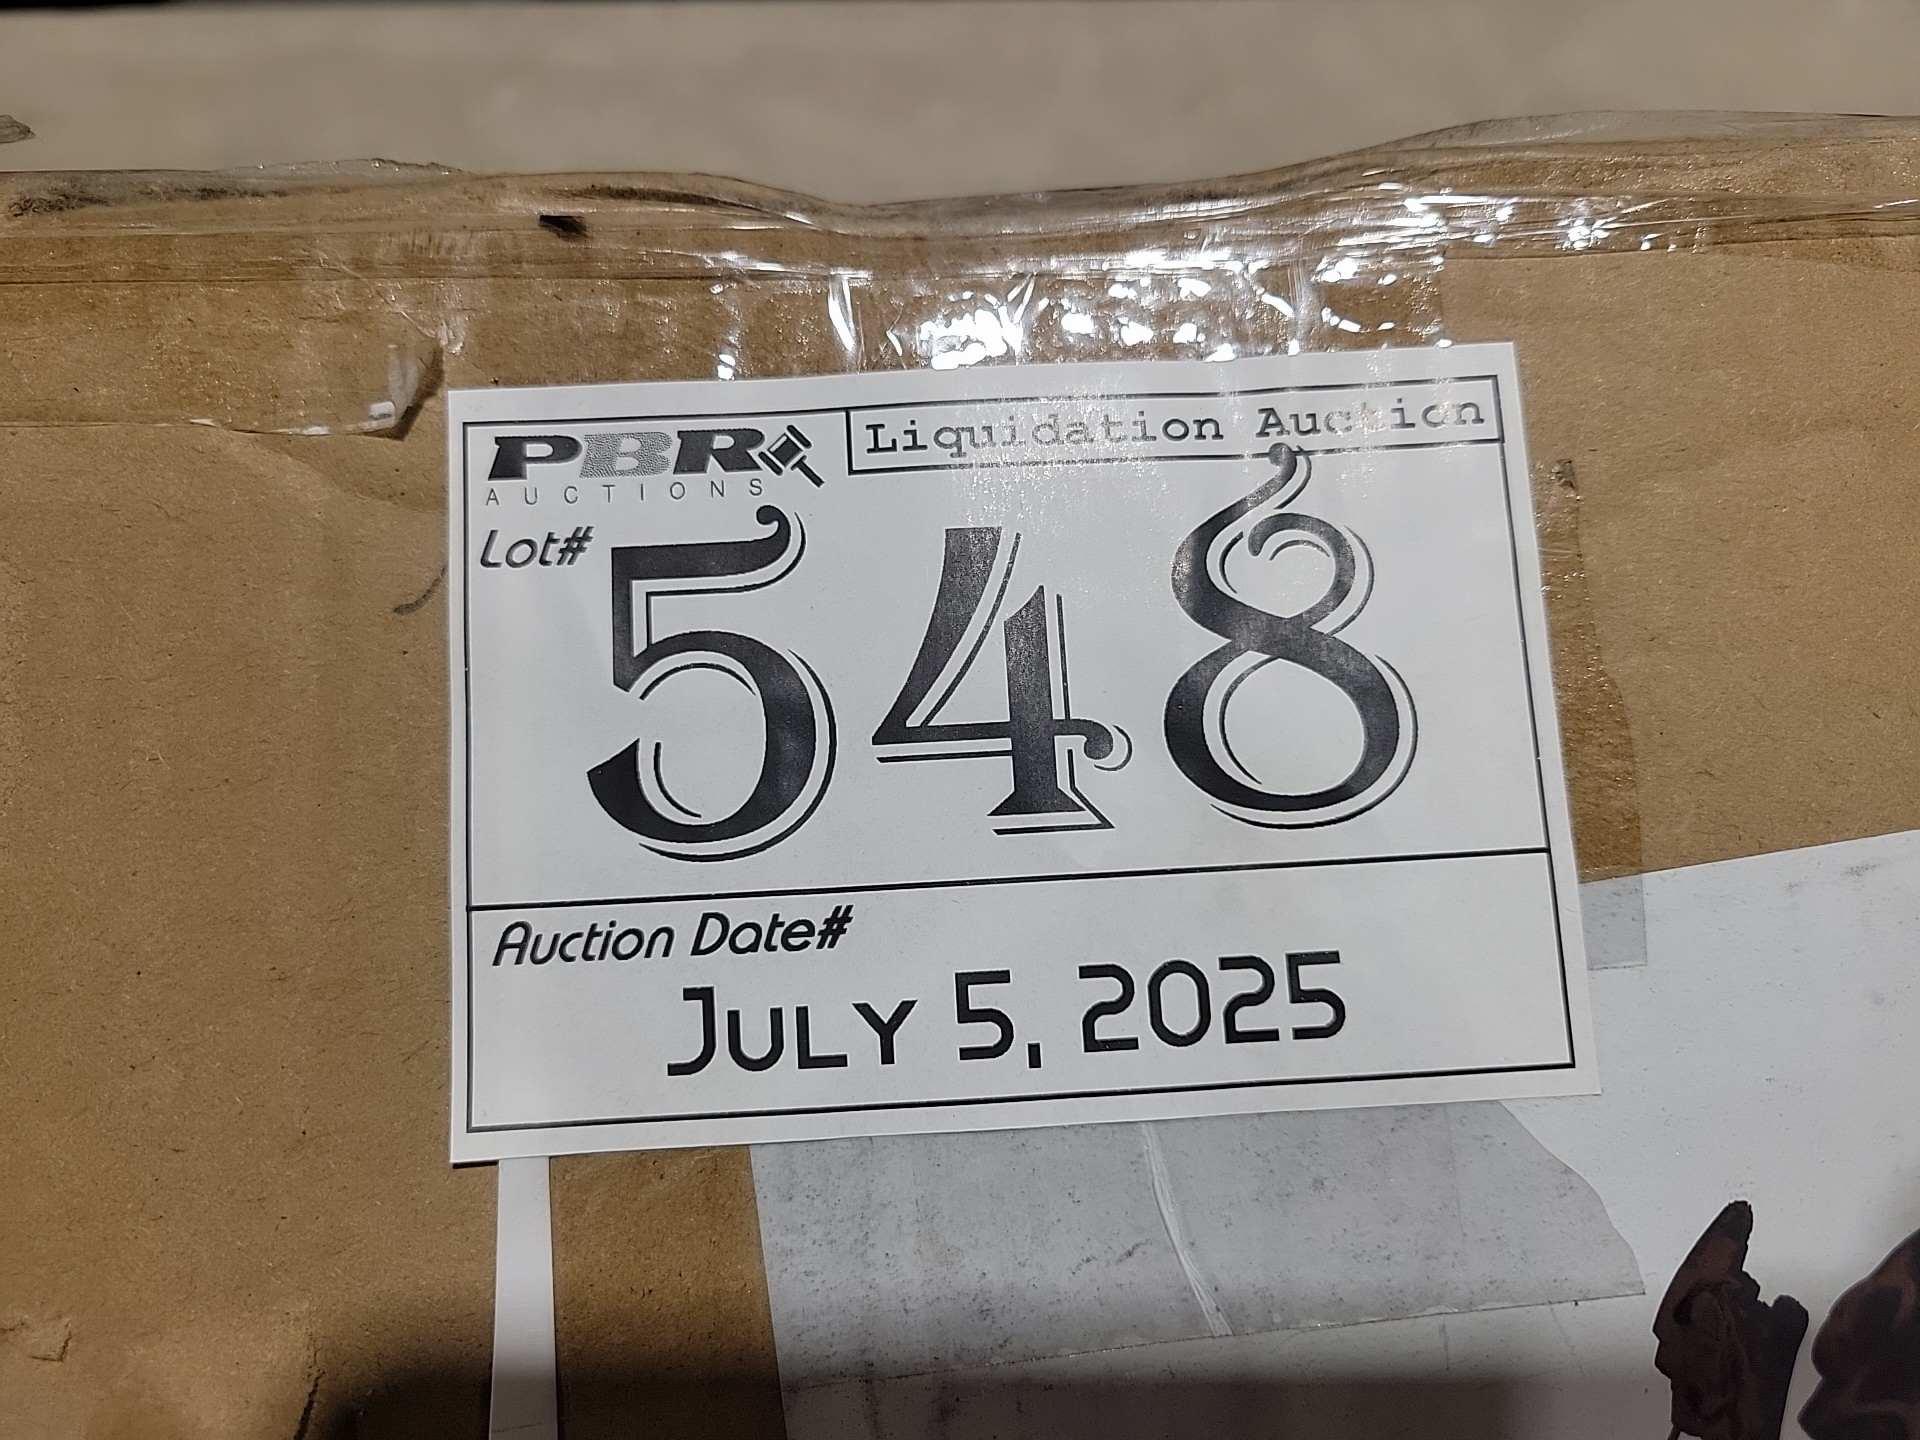 PBR
AUCTIONS
Liquidation Auction
Lot#
548
Auction Date#
July 5, 2025